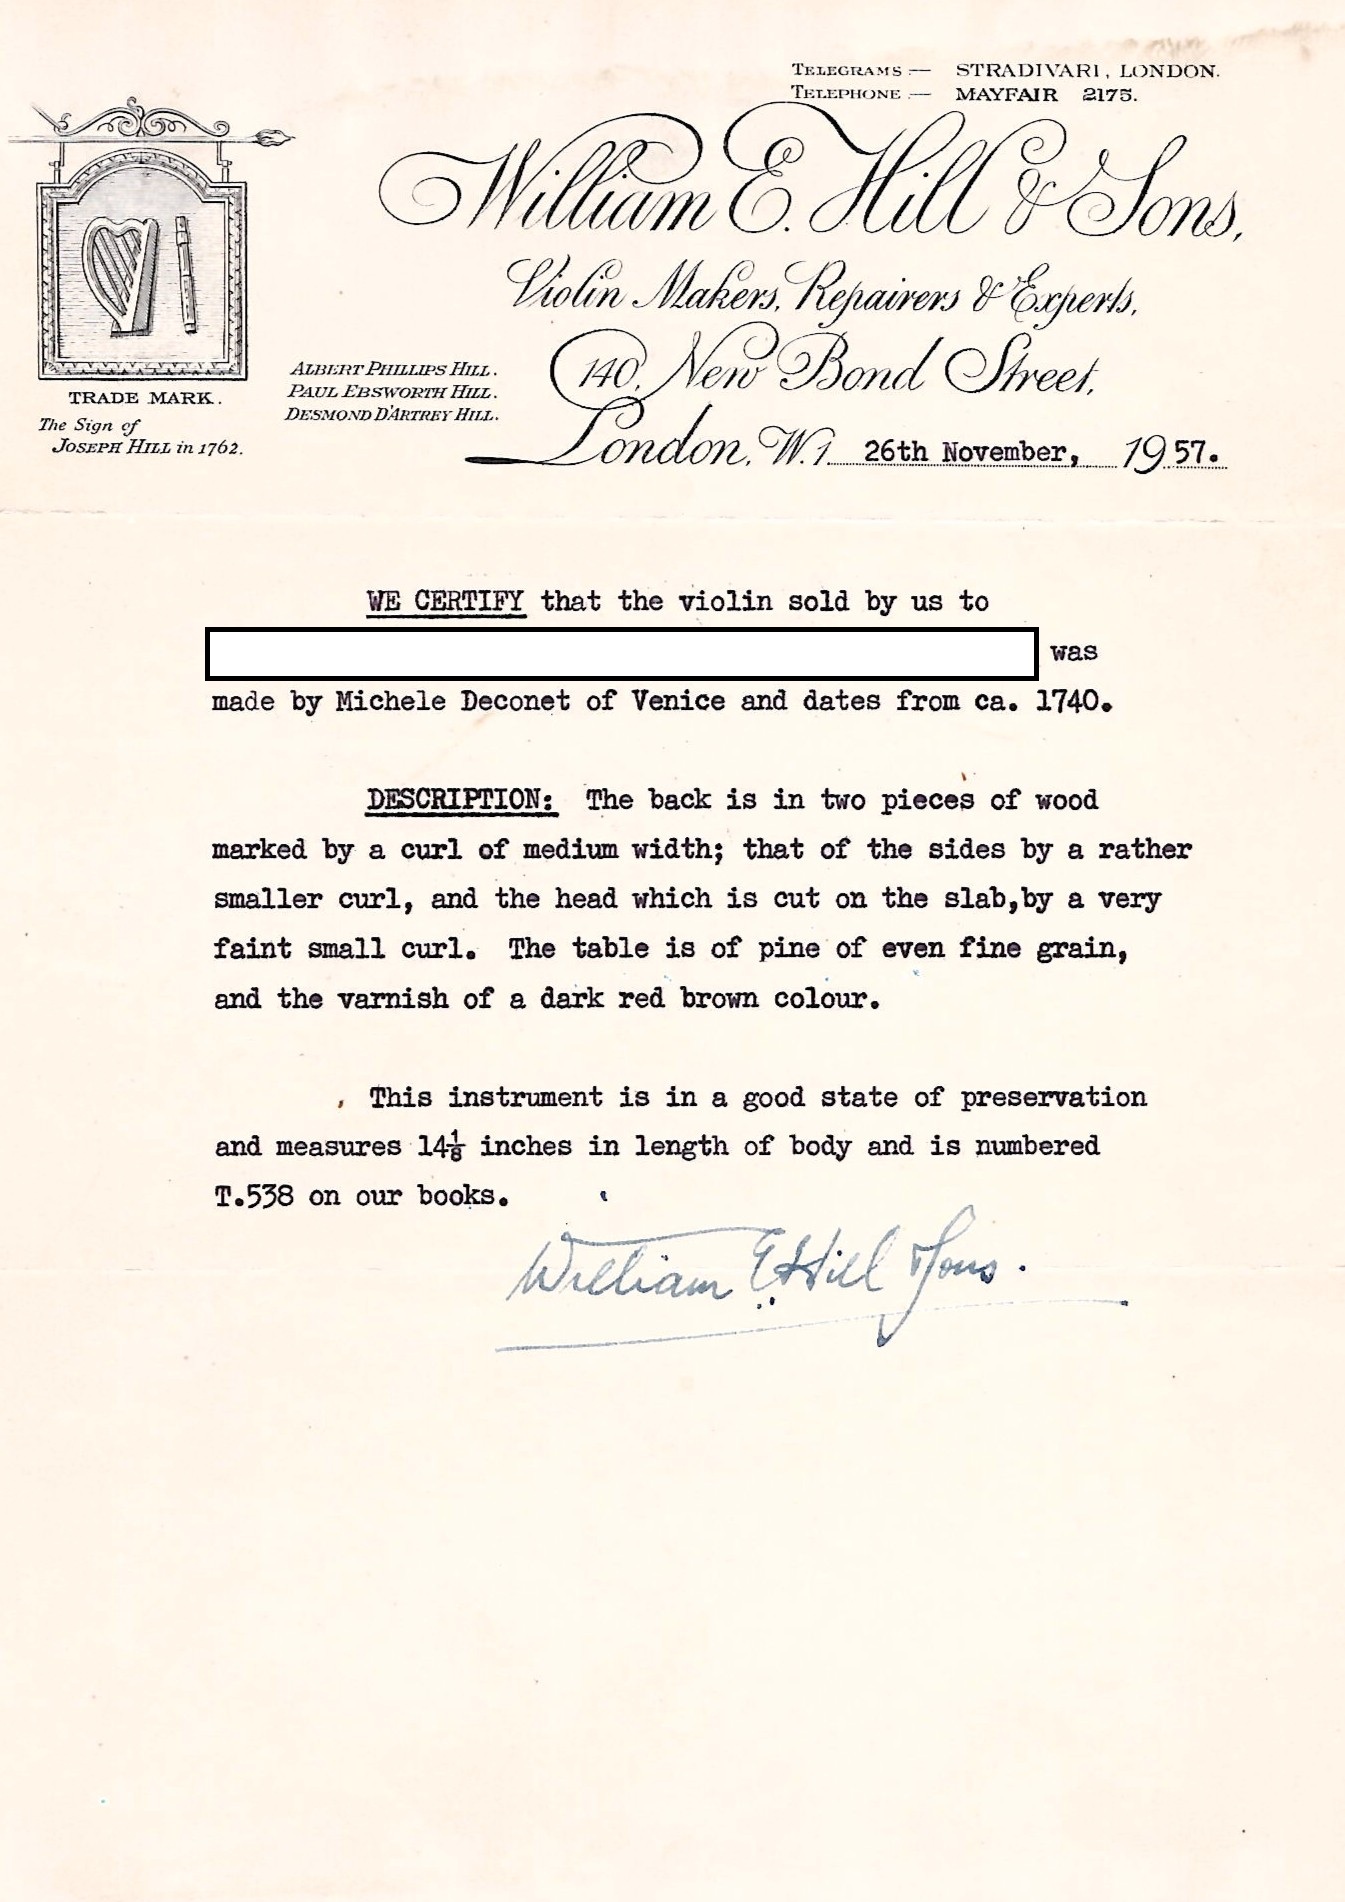 TELEGRAMS :— STRADIVARI, LONDON.
TELEPHONE :— MAYFAIR 2175.
William E. Hill & Sons,
Violin Makers, Repairers & Experts,
140, New Bond Street,
London, W.1 26th November, 1957.
ALBERT PHILLIPS HILL.
PAUL EBSWORTH HILL.
DESMOND D'ARTREY HILL.
TRADE MARK.
The Sign of
JOSEPH HILL in 1762.
WE CERTIFY that the violin sold by us to
was
made by Michele Deconet of Venice and dates from ca. 1740.
DESCRIPTION: The back is in two pieces of wood
marked by a curl of medium width; that of the sides by a rather
smaller curl, and the head which is cut on the slab,by a very
faint small curl. The table is of pine of even fine grain,
and the varnish of a dark red brown colour.
This instrument is in a good state of preservation
and measures 14⅛ inches in length of body and is numbered
T.538 on our books.
William E Hill & Sons.